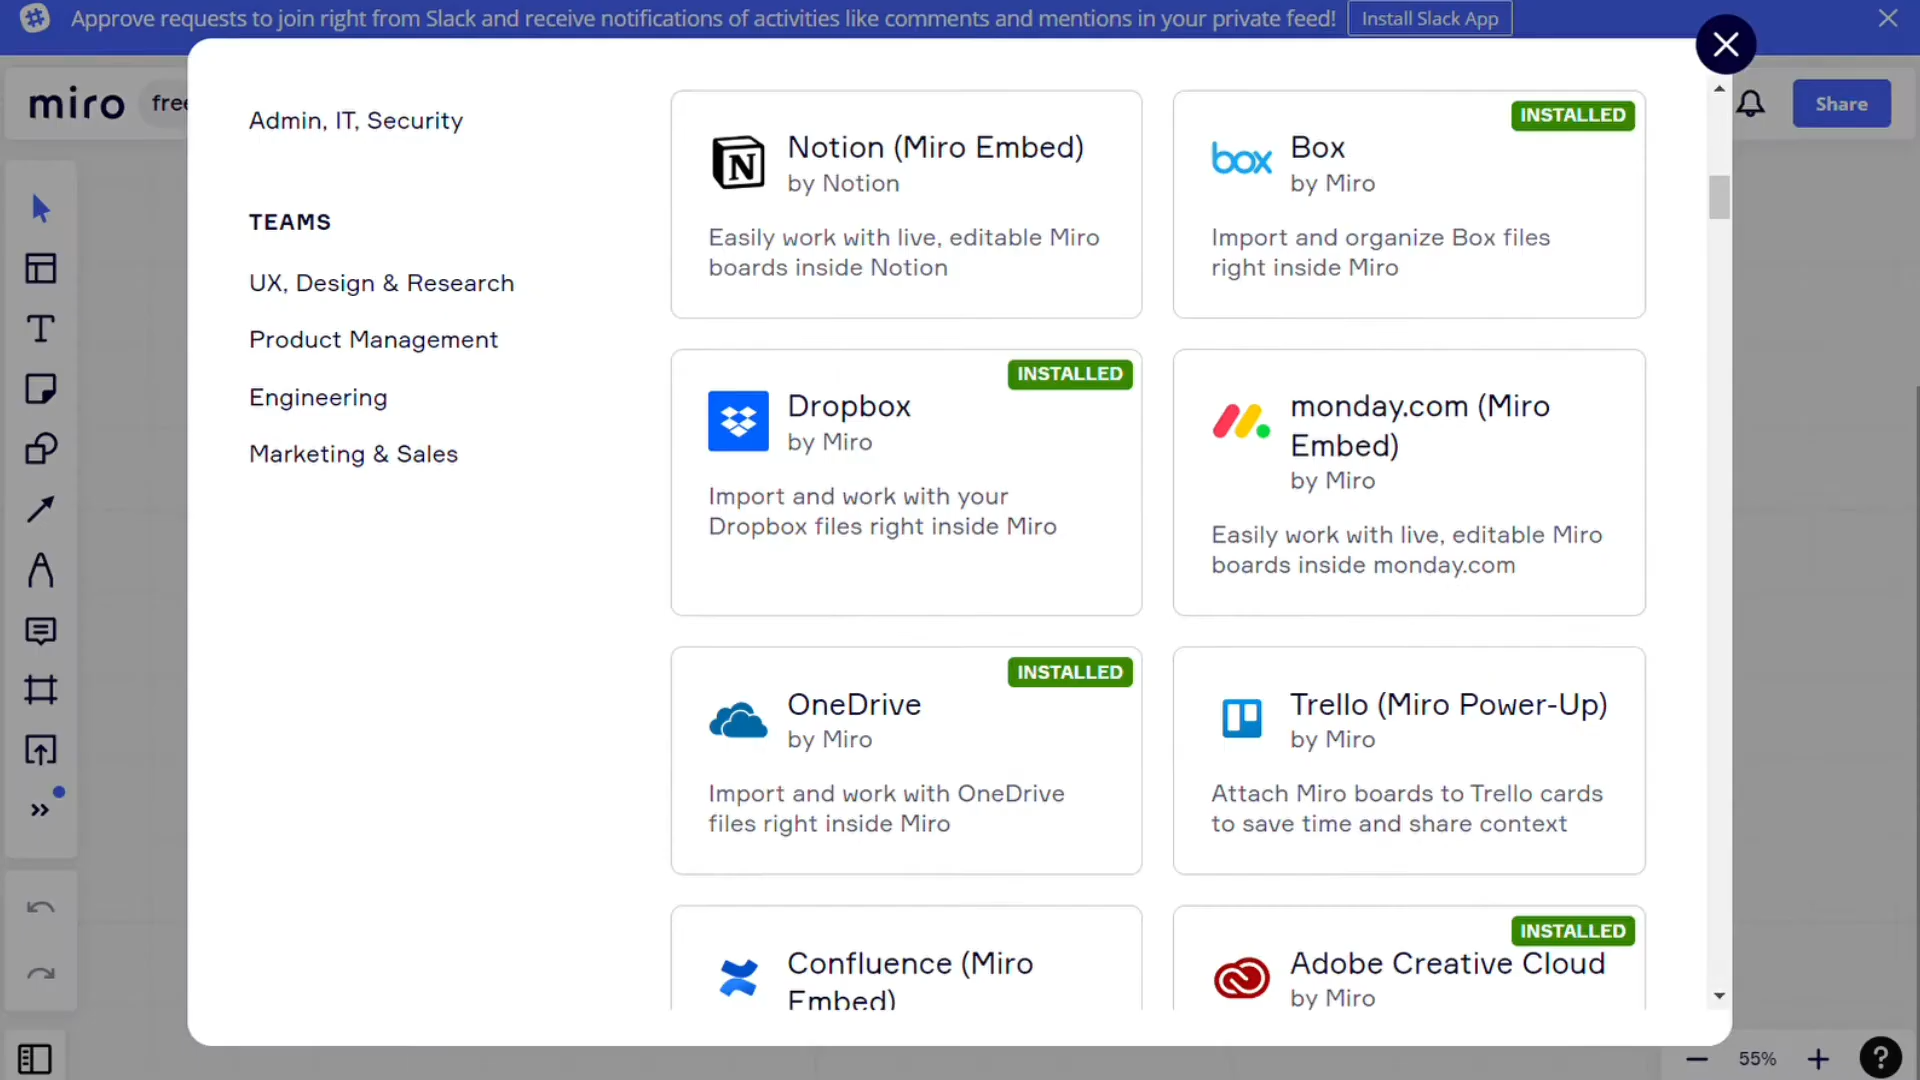 Approve requests to join right from Slack and receive notifications of activities like comments and mentions in your private feed! Install Slack App
miro
Share
Admin, IT, Security
TEAMS
UX, Design & Research
Product Management
Engineering
Marketing & Sales
Notion (Miro Embed)
by Notion
Easily work with live, editable Miro
boards inside Notion
INSTALLED
box
Box
by Miro
Import and organize Box files
right inside Miro
INSTALLED
Dropbox
by Miro
Import and work with your
Dropbox files right inside Miro
monday.com (Miro
Embed)
by Miro
Easily work with live, editable Miro
boards inside monday.com
INSTALLED
OneDrive
by Miro
Import and work with OneDrive
files right inside Miro
Trello (Miro Power-Up)
by Miro
Attach Miro boards to Trello cards
to save time and share context
Confluence (Miro
Embed)
INSTALLED
Adobe Creative Cloud
by Miro
55%